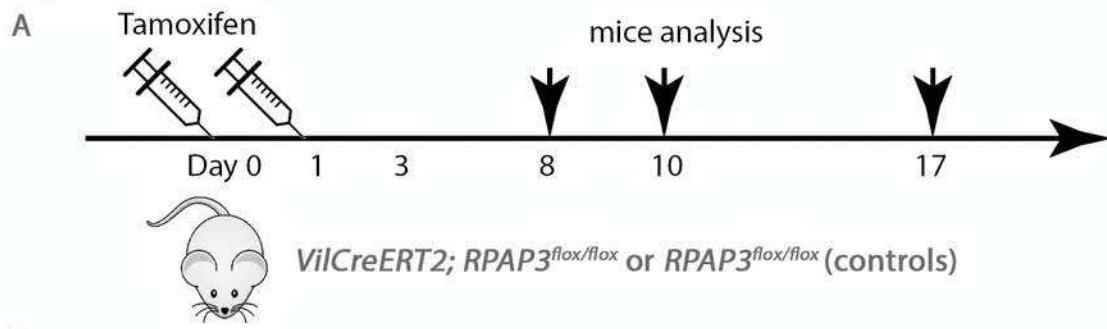 A
Tamoxifen
mice analysis
Day 0 1 3 8 10 17
VilCreERT2; RPAP3flox/flox or RPAP3flox/flox (controls)